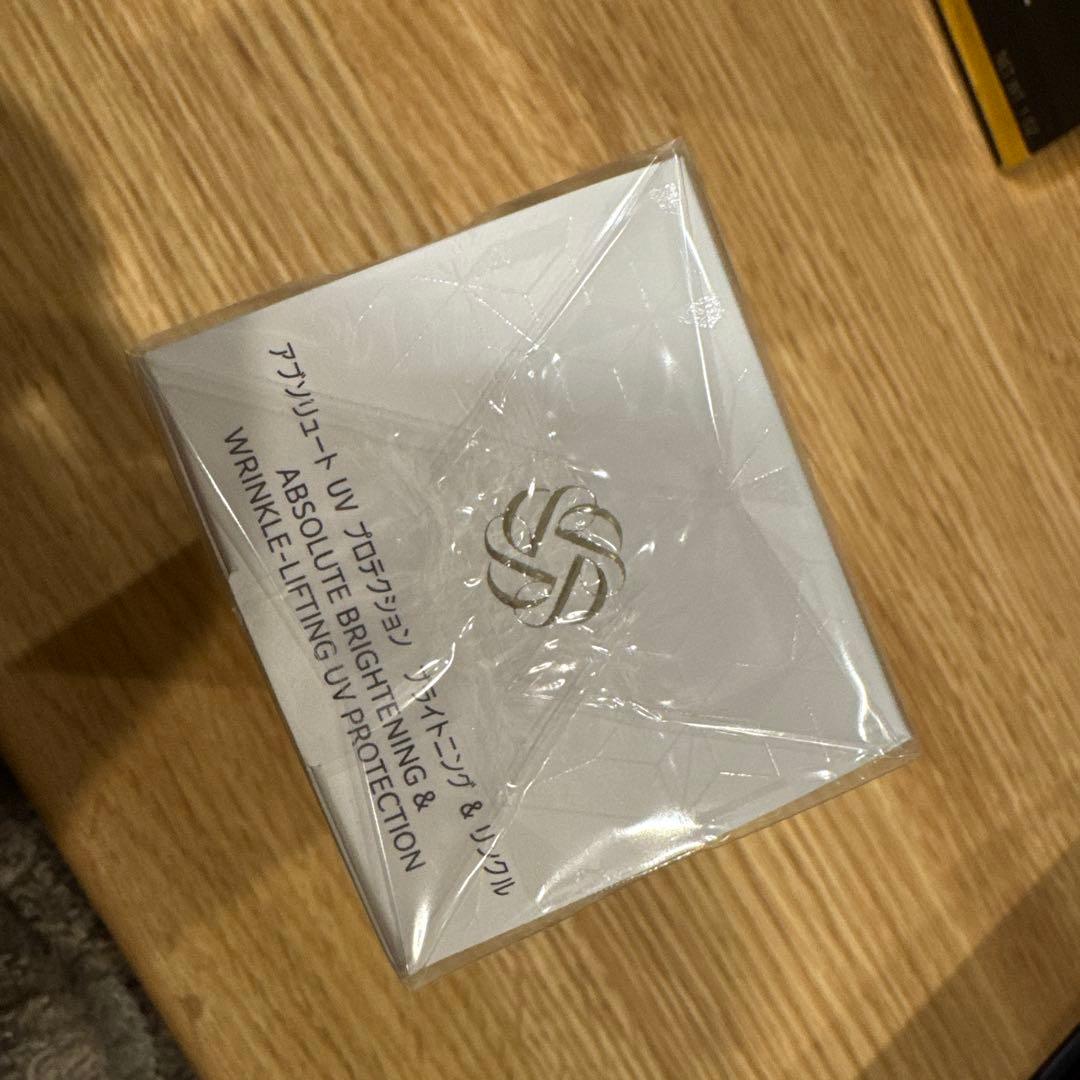 アブソリュート UV プロテクション ブライトニング & リンクル
ABSOLUTE BRIGHTENING &
WRINKLE-LIFTING UV PROTECTION